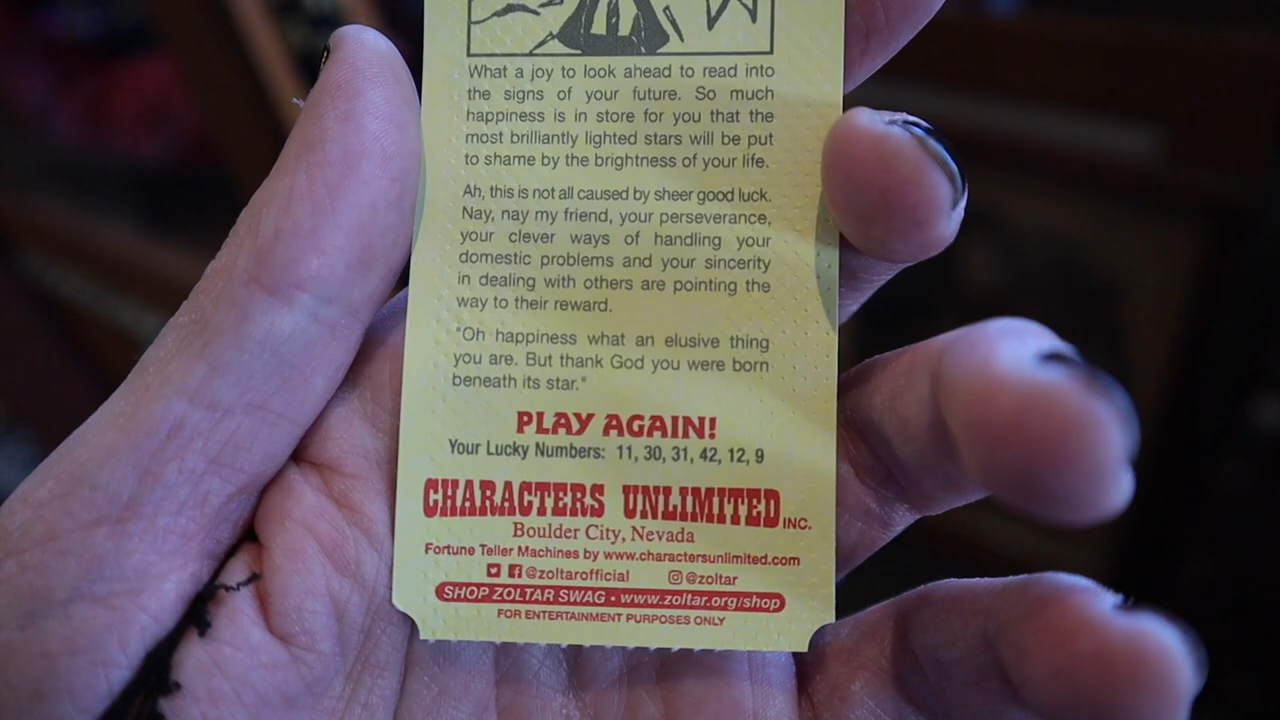 What a joy to look ahead to read into
the signs of your future. So much
happiness is in store for you that the
most brilliantly lighted stars will be put
to shame by the brightness of your life.
Ah, this is not all caused by sheer good luck.
Nay, nay my friend, your perseverance,
your clever ways of handling your
domestic problems and your sincerity
in dealing with others are pointing the
way to their reward.
"Oh happiness what an elusive thing
you are. But thank God you were born
beneath its star."
PLAY AGAIN!
Your Lucky Numbers: 11, 30, 31, 42, 12, 9
CHARACTERS UNLIMITED INC.
Boulder City, Nevada
Fortune Teller Machines by www.charactersunlimited.com
@zoltarofficial @zoltar
SHOP ZOLTAR SWAG • www.zoltar.org/shop
FOR ENTERTAINMENT PURPOSES ONLY